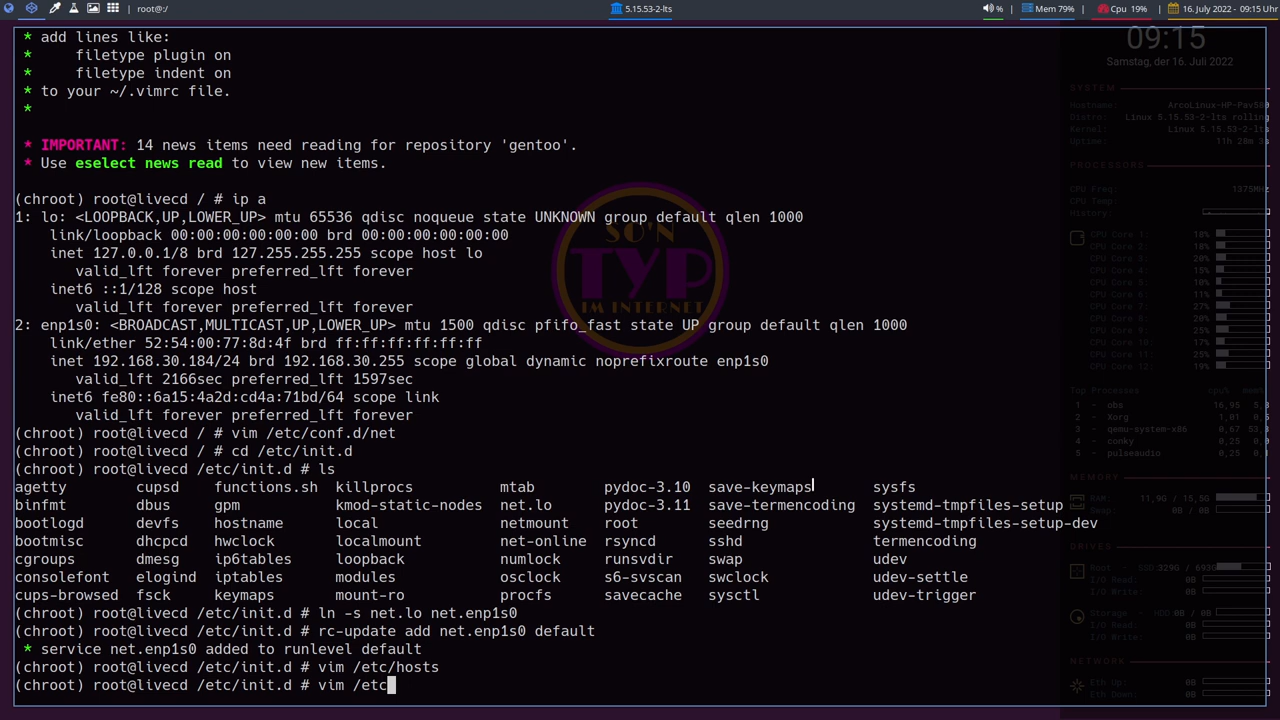 root@:/
5.15.53-2-lts
% | Mem 79% | Cpu 19% | 16. July 2022 - 09:15 Uhr
* add lines like:
* filetype plugin on
* filetype indent on
* to your ~/.vimrc file.
*
* IMPORTANT: 14 news items need reading for repository 'gentoo'.
* Use eselect news read to view new items.
(chroot) root@livecd / # ip a
1: lo: <LOOPBACK,UP,LOWER_UP> mtu 65536 qdisc noqueue state UNKNOWN group default qlen 1000
link/loopback 00:00:00:00:00:00 brd 00:00:00:00:00:00
inet 127.0.0.1/8 brd 127.255.255.255 scope host lo
valid_lft forever preferred_lft forever
inet6 ::1/128 scope host
valid_lft forever preferred_lft forever
2: enp1s0: <BROADCAST,MULTICAST,UP,LOWER_UP> mtu 1500 qdisc pfifo_fast state UP group default qlen 1000
link/ether 52:54:00:77:8d:4f brd ff:ff:ff:ff:ff:ff
inet 192.168.30.184/24 brd 192.168.30.255 scope global dynamic noprefixroute enp1s0
valid_lft 2166sec preferred_lft 1597sec
inet6 fe80::6a15:4a2d:cd4a:71bd/64 scope link
valid_lft forever preferred_lft forever
(chroot) root@livecd / # vim /etc/conf.d/net
(chroot) root@livecd / # cd /etc/init.d
(chroot) root@livecd /etc/init.d # ls
agetty cupsd functions.sh killprocs mtab pydoc-3.10 save-keymaps sysfs
binfmt dbus gpm kmod-static-nodes net.lo pydoc-3.11 save-termencoding systemd-tmpfiles-setup
bootlogd devfs hostname local netmount root seedrng systemd-tmpfiles-setup-dev
bootmisc dhcpcd hwclock localmount net-online rsyncd sshd termencoding
cgroups dmesg ip6tables loopback numlock runsvdir swap udev
consolefont elogind iptables modules osclock s6-svscan swclock udev-settle
cups-browsed fsck keymaps mount-ro procfs savecache sysctl udev-trigger
(chroot) root@livecd /etc/init.d # ln -s net.lo net.enp1s0
(chroot) root@livecd /etc/init.d # rc-update add net.enp1s0 default
* service net.enp1s0 added to runlevel default
(chroot) root@livecd /etc/init.d # vim /etc/hosts
(chroot) root@livecd /etc/init.d # vim /etc
SO'N
TYP
IM INTERNET
09:15
Samstag, der 16. Juli 2022
SYSTEM
Hostname: ArcoLinux-HP-Pav580
Distro: Linux 5.15.53-2-lts rolling
Kernel: Linux 5.15.53-2-lts
Uptime: 11h 28m
PROCESSORS
CPU Freq: 1375MHz
CPU Temp:
History:
CPU Core 1: 18%
CPU Core 2: 18%
CPU Core 3: 20%
CPU Core 4: 15%
CPU Core 5: 10%
CPU Core 6: 11%
CPU Core 7: 27%
CPU Core 8: 20%
CPU Core 9: 25%
CPU Core 10: 17%
CPU Core 11: 25%
CPU Core 12: 19%
Top Processes cpu%
1 - obs 16,95
2 - Xorg 1,01
3 - qemu-system-x86 0,67
4 - conky 0,25
5 - pulseaudio 0,25
MEMORY
RAM: 11,9G / 15,5G
Swap: 0B / 0B
DRIVES
Root - SSD: 329G / 693G
I/O Read: 0B
I/O Write: 0B
Storage - HDD: 0B / 0B
I/O Read: 0B
I/O Write: 0B
NETWORK
Eth Up: 0B
Eth Down: 0B